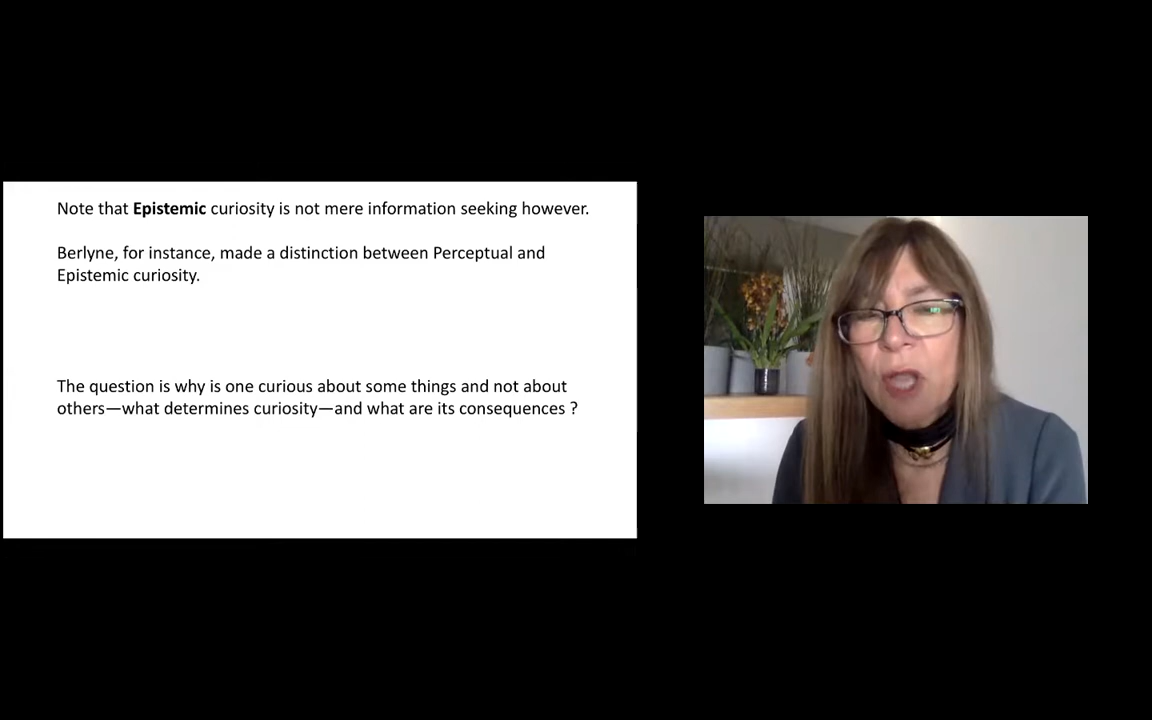 Note that Epistemic curiosity is not mere information seeking however.
Berlyne, for instance, made a distinction between Perceptual and
Epistemic curiosity.
The question is why is one curious about some things and not about
others—what determines curiosity—and what are its consequences ?